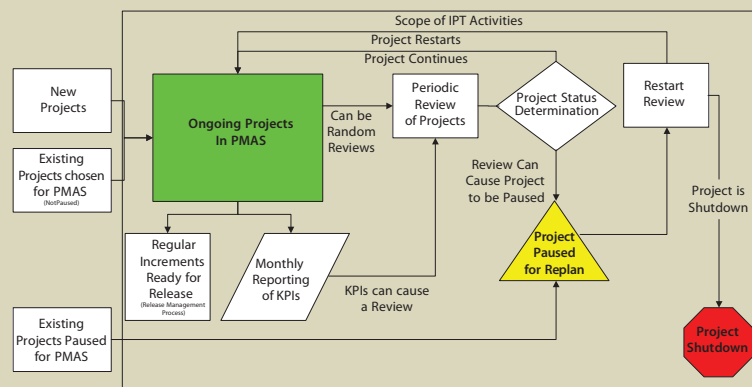 Scope of IPT Activities
Project Restarts
Project Continues
New
Projects
Existing
Projects chosen
for PMAS
(NotPaused)
Ongoing Projects
In PMAS
Can be
Random
Reviews
Periodic
Review
of Projects
Project Status
Determination
Restart
Review
Review Can
Cause Project
to be Paused
Project is
Shutdown
Regular
Increments
Ready for
Release
(Release Management
Process)
Monthly
Reporting
of KPIs
KPIs can cause
a Review
Project
Paused
for Replan
Existing
Projects Paused
for PMAS
Project
Shutdown